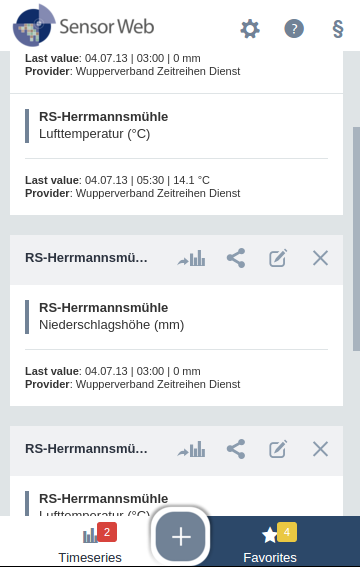 Sensor Web
?
§
Last value: 04.07.13 | 03:00 | 0 mm
Provider: Wupperverband Zeitreihen Dienst
RS-Herrmannsmühle
Lufttemperatur (°C)
Last value: 04.07.13 | 05:30 | 14.1 °C
Provider: Wupperverband Zeitreihen Dienst
RS-Herrmannsmü...
RS-Herrmannsmühle
Niederschlagshöhe (mm)
Last value: 04.07.13 | 03:00 | 0 mm
Provider: Wupperverband Zeitreihen Dienst
RS-Herrmannsmü...
RS-Herrmannsmühle
Lufttemperatur (°C)
2
4
Timeseries
Favorites